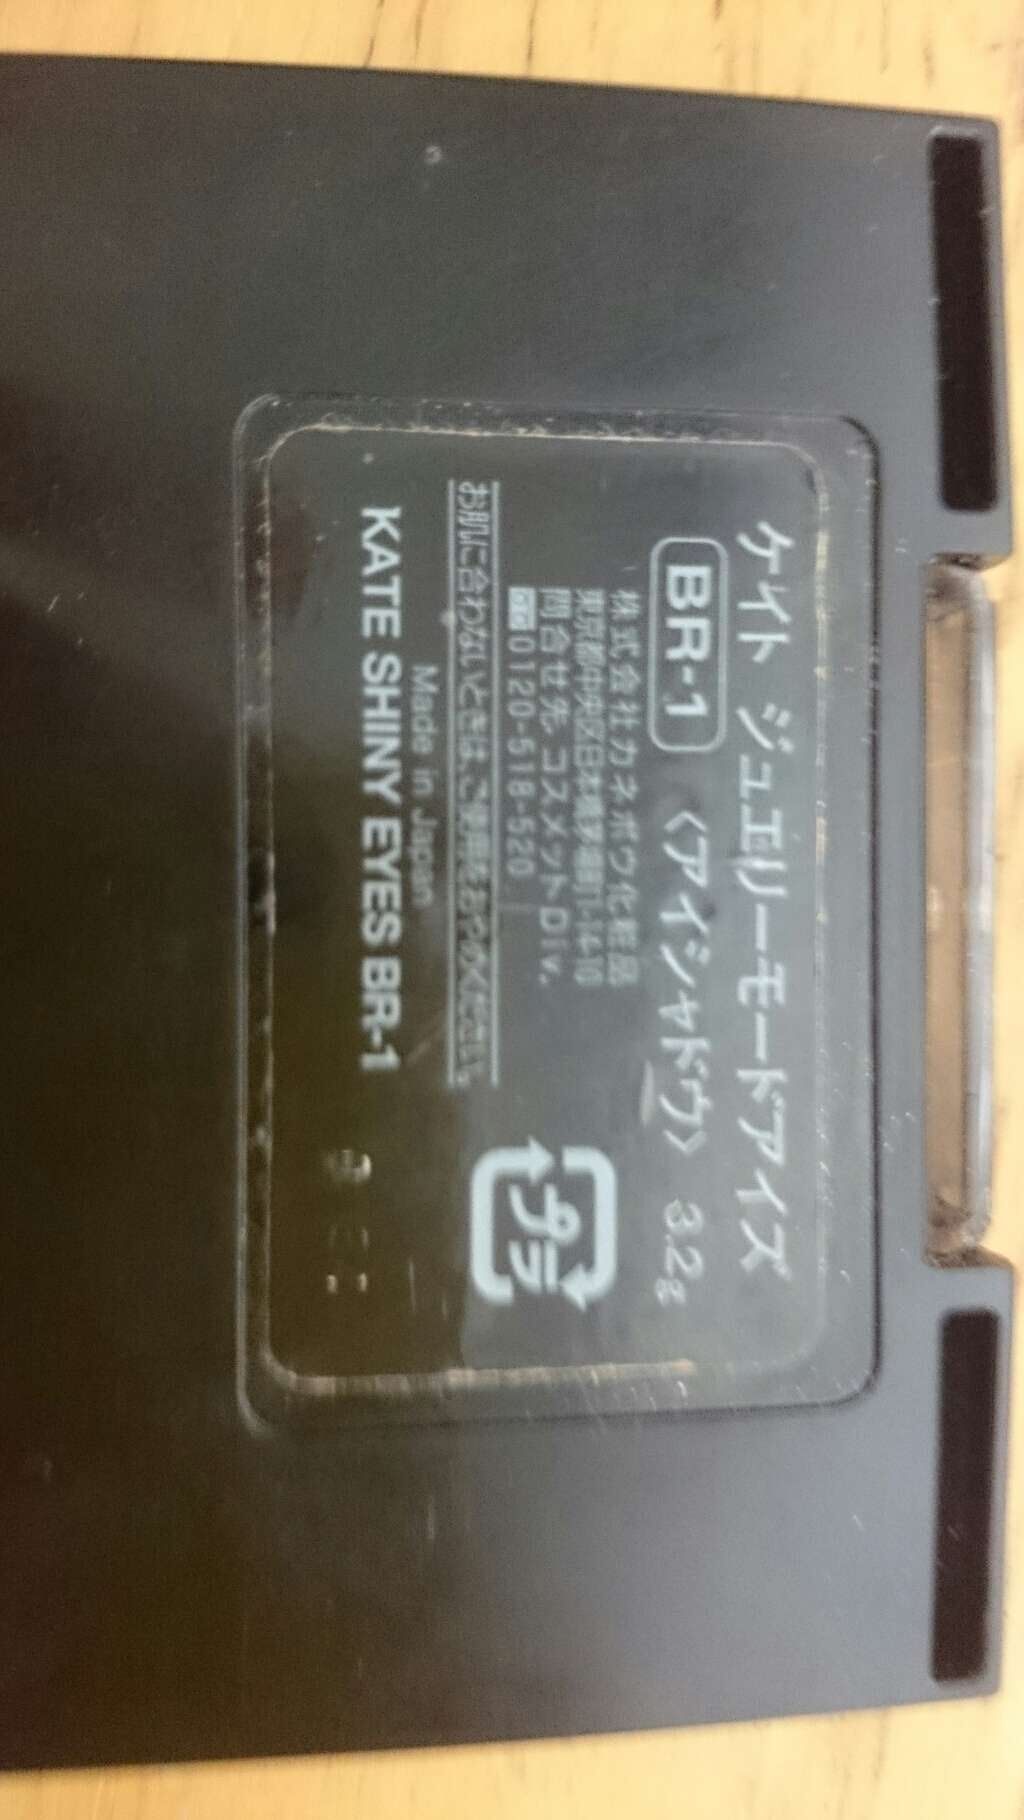 ケイト ジュエリーモードアイズ
BR-1 〈アイシャドウ〉 3.2g
株式会社カネボウ化粧品
東京都中央区日本橋茅場町1-14-10
問合せ先 コスメットDiv.
0120-518-520
お肌に合わないときは、ご使用をおやめください。
プラ
Made in Japan
KATE SHINY EYES BR-1